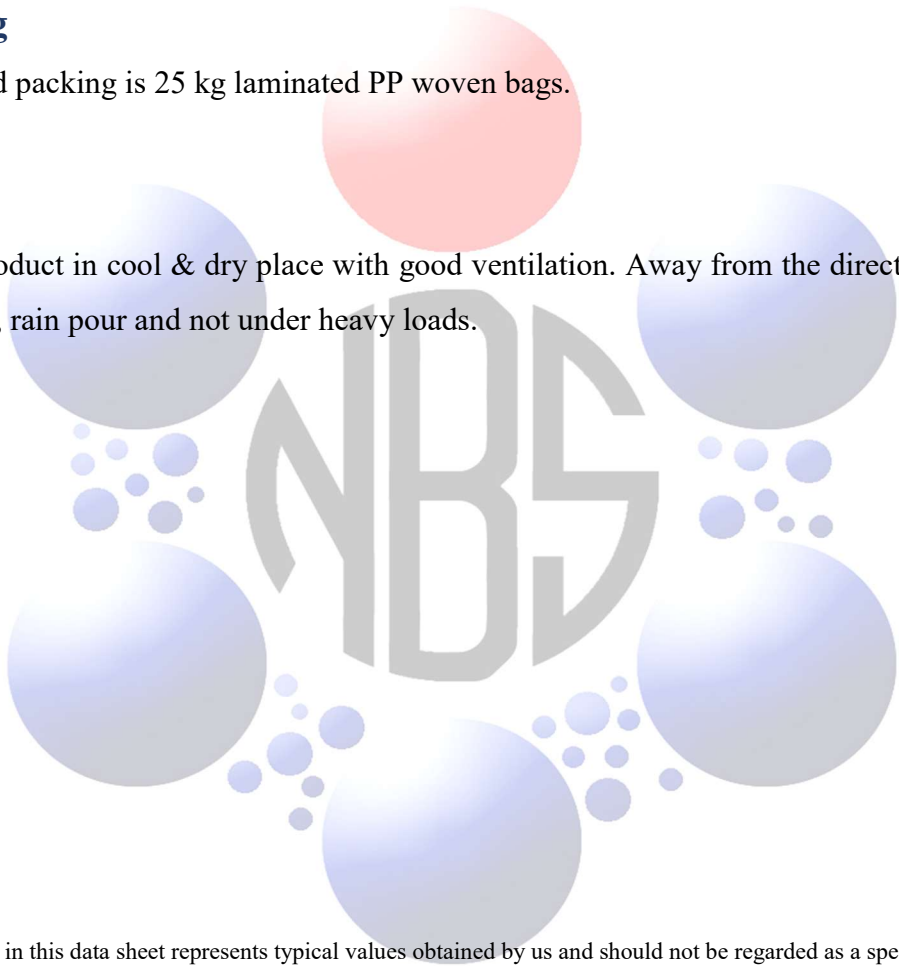 g
d packing is 25 kg laminated PP woven bags.
oduct in cool & dry place with good ventilation. Away from the direct
, rain pour and not under heavy loads.
NBS
in this data sheet represents typical values obtained by us and should not be regarded as a spe